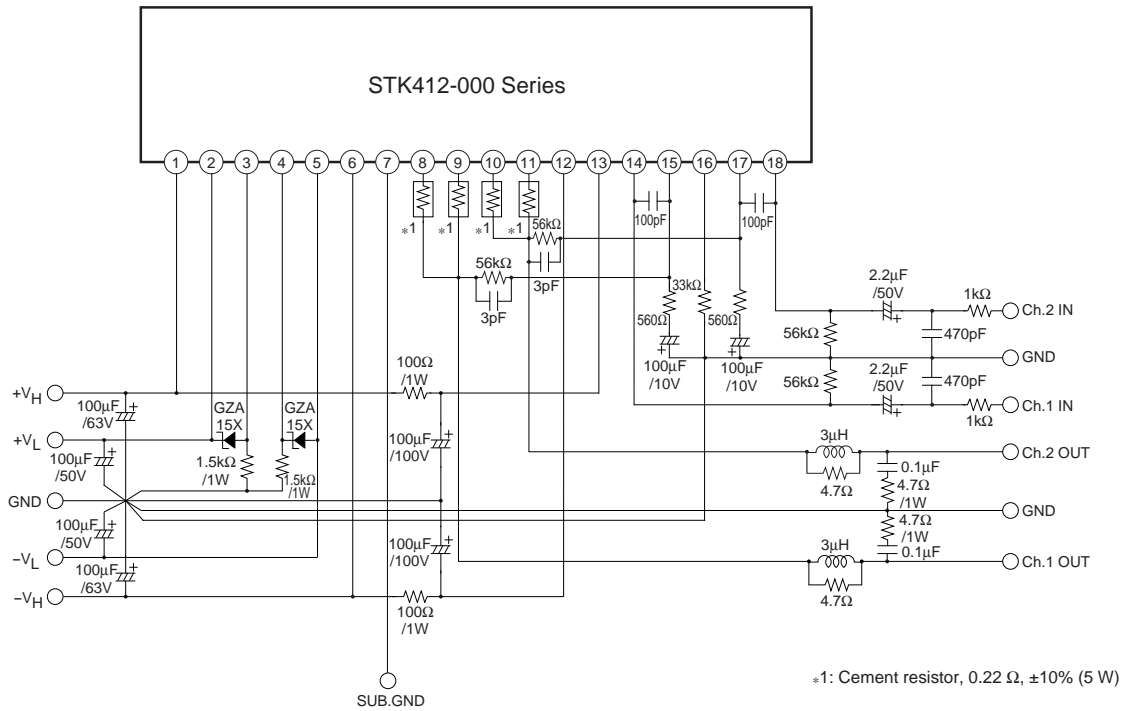 STK412-000 Series
1 2 3 4 5 6 7 8 9 10 11 12 13 14 15 16 17 18
100pF
100pF
*1
*1
*1
*1
56kΩ
3pF
56kΩ
3pF
33kΩ
560Ω
560Ω
100μF
/10V
100μF
/10V
2.2μF
/50V
1kΩ
Ch.2 IN
56kΩ
470pF
GND
56kΩ
2.2μF
/50V
470pF
Ch.1 IN
1kΩ
100Ω
/1W
+VH
100μF
/63V
GZA
15X
GZA
15X
+VL
100μF
/50V
1.5kΩ
/1W
1.5kΩ
/1W
100μF
/100V
3μH
Ch.2 OUT
4.7Ω
0.1μF
4.7Ω
/1W
GND
GND
100μF
/50V
4.7Ω
/1W
0.1μF
100μF
/100V
3μH
–VL
Ch.1 OUT
100μF
/63V
4.7Ω
–VH
100Ω
/1W
SUB.GND
*1: Cement resistor, 0.22 Ω, ±10% (5 W)